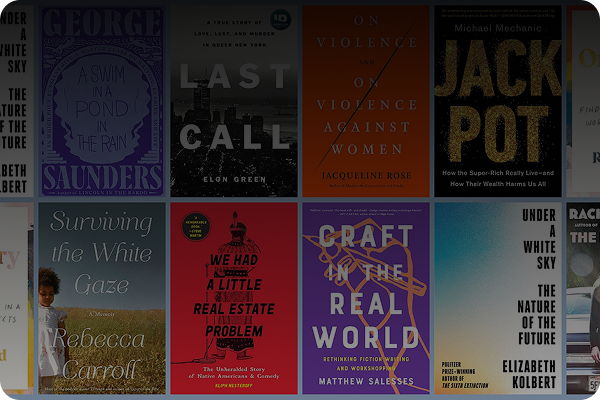 UNDER
A
WHITE
SKY
THE
NATURE
OF THE
FUTURE
ELIZABETH
KOLBERT
GEORGE
A SWIM
IN A
POND
IN
THE RAIN
SAUNDERS
A TRUE STORY OF
LOVE, LUST, AND MURDER
IN QUEER NEW YORK
LAST
CALL
ELON GREEN
ON
VIOLENCE
AND
ON
VIOLENCE
AGAINST
WOMEN
JACQUELINE ROSE
Michael Mechanic
JACK
POT
How the Super-Rich Really Live—and
How Their Wealth Harms Us All
Surviving
the White
Gaze
A Memoir
Rebecca
Carroll
WE HAD
A LITTLE
REAL ESTATE
PROBLEM
The Unheralded Story
of Native Americans & Comedy
KLIPH NESTEROFF
CRAFT
IN THE
REAL
WORLD
RETHINKING FICTION WRITING
AND WORKSHOPPING
MATTHEW SALESSES
UNDER
A
WHITE
SKY
THE
NATURE
OF THE
FUTURE
PULITZER
PRIZE-WINNING
AUTHOR OF
THE SIXTH EXTINCTION
ELIZABETH
KOLBERT
THE